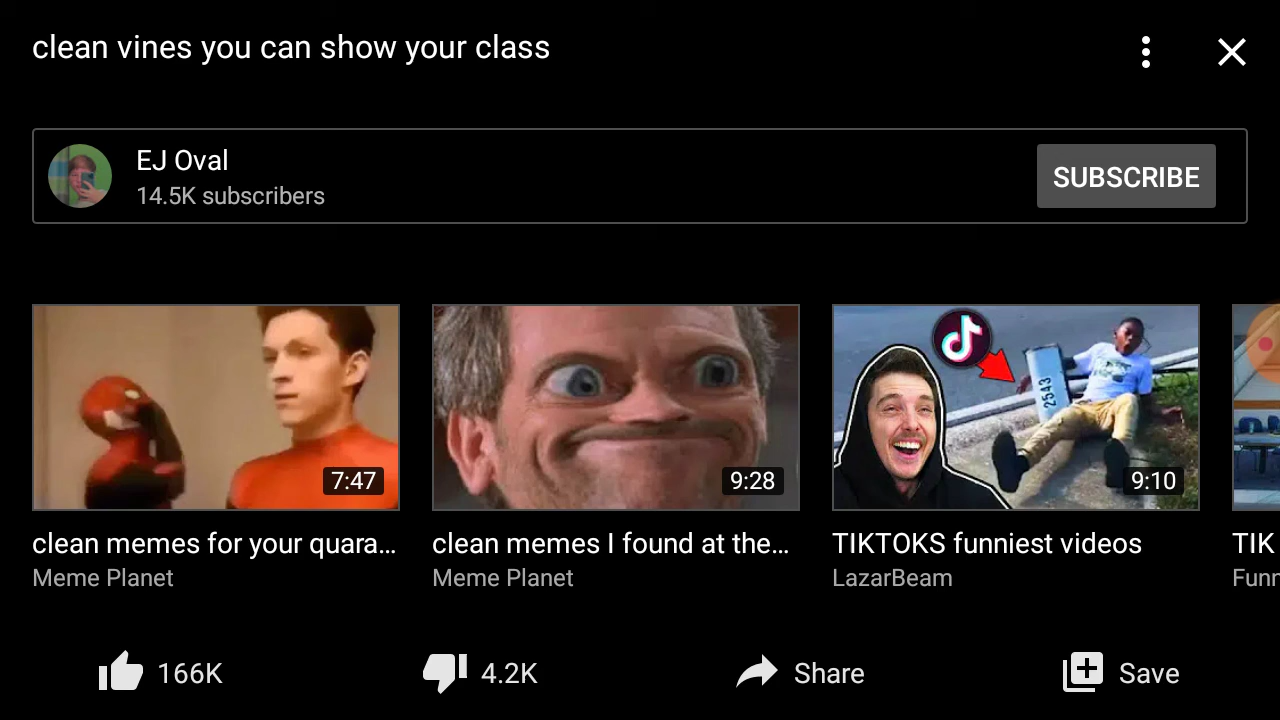 clean vines you can show your class
EJ Oval
14.5K subscribers
SUBSCRIBE
2543
7:47
9:28
9:10
clean memes for your quara...
clean memes I found at the...
TIKTOKS funniest videos
TIK
Meme Planet
Meme Planet
LazarBeam
Funn
166K
4.2K
Share
Save